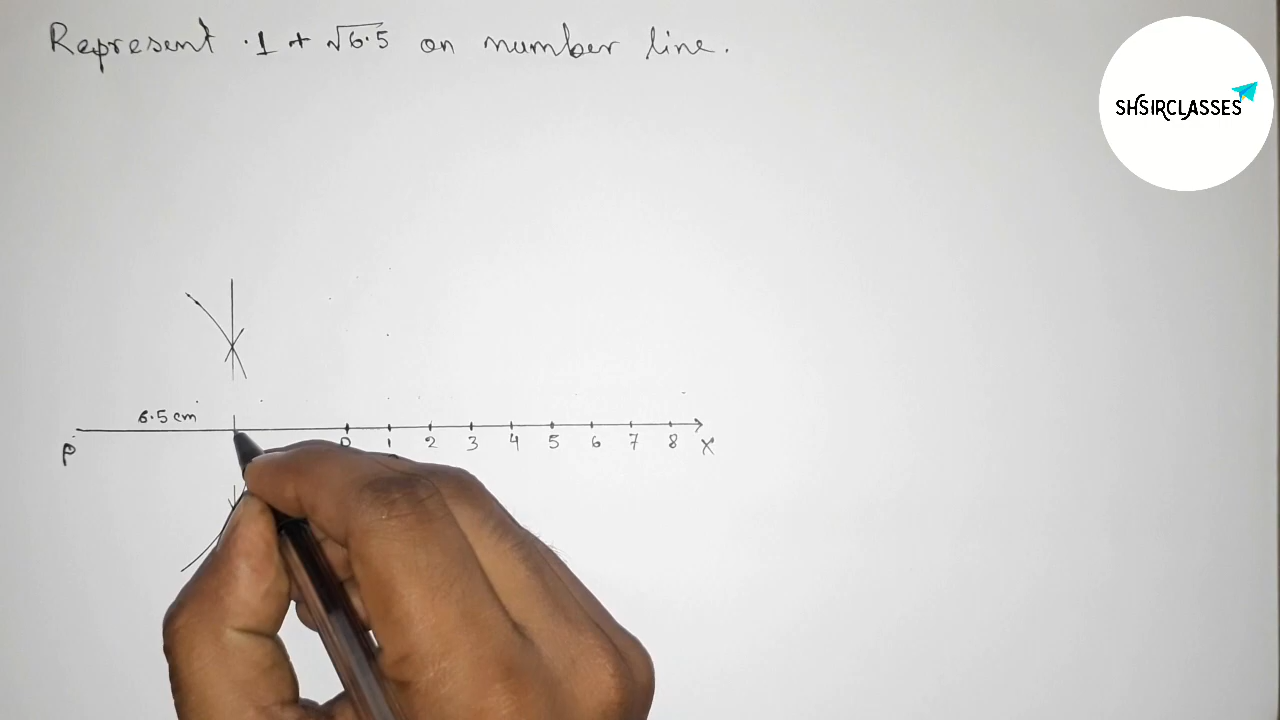 Represent .1 + √6.5 on number line.
SHSIRCLASSES
6.5 cm
P 0 1 2 3 4 5 6 7 8 X